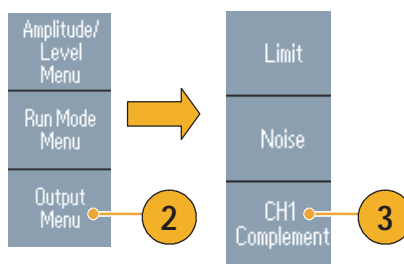 Amplitude/
Level
Menu
Run Mode
Menu
Output
Menu
2
Limit
Noise
CH1
Complement
3